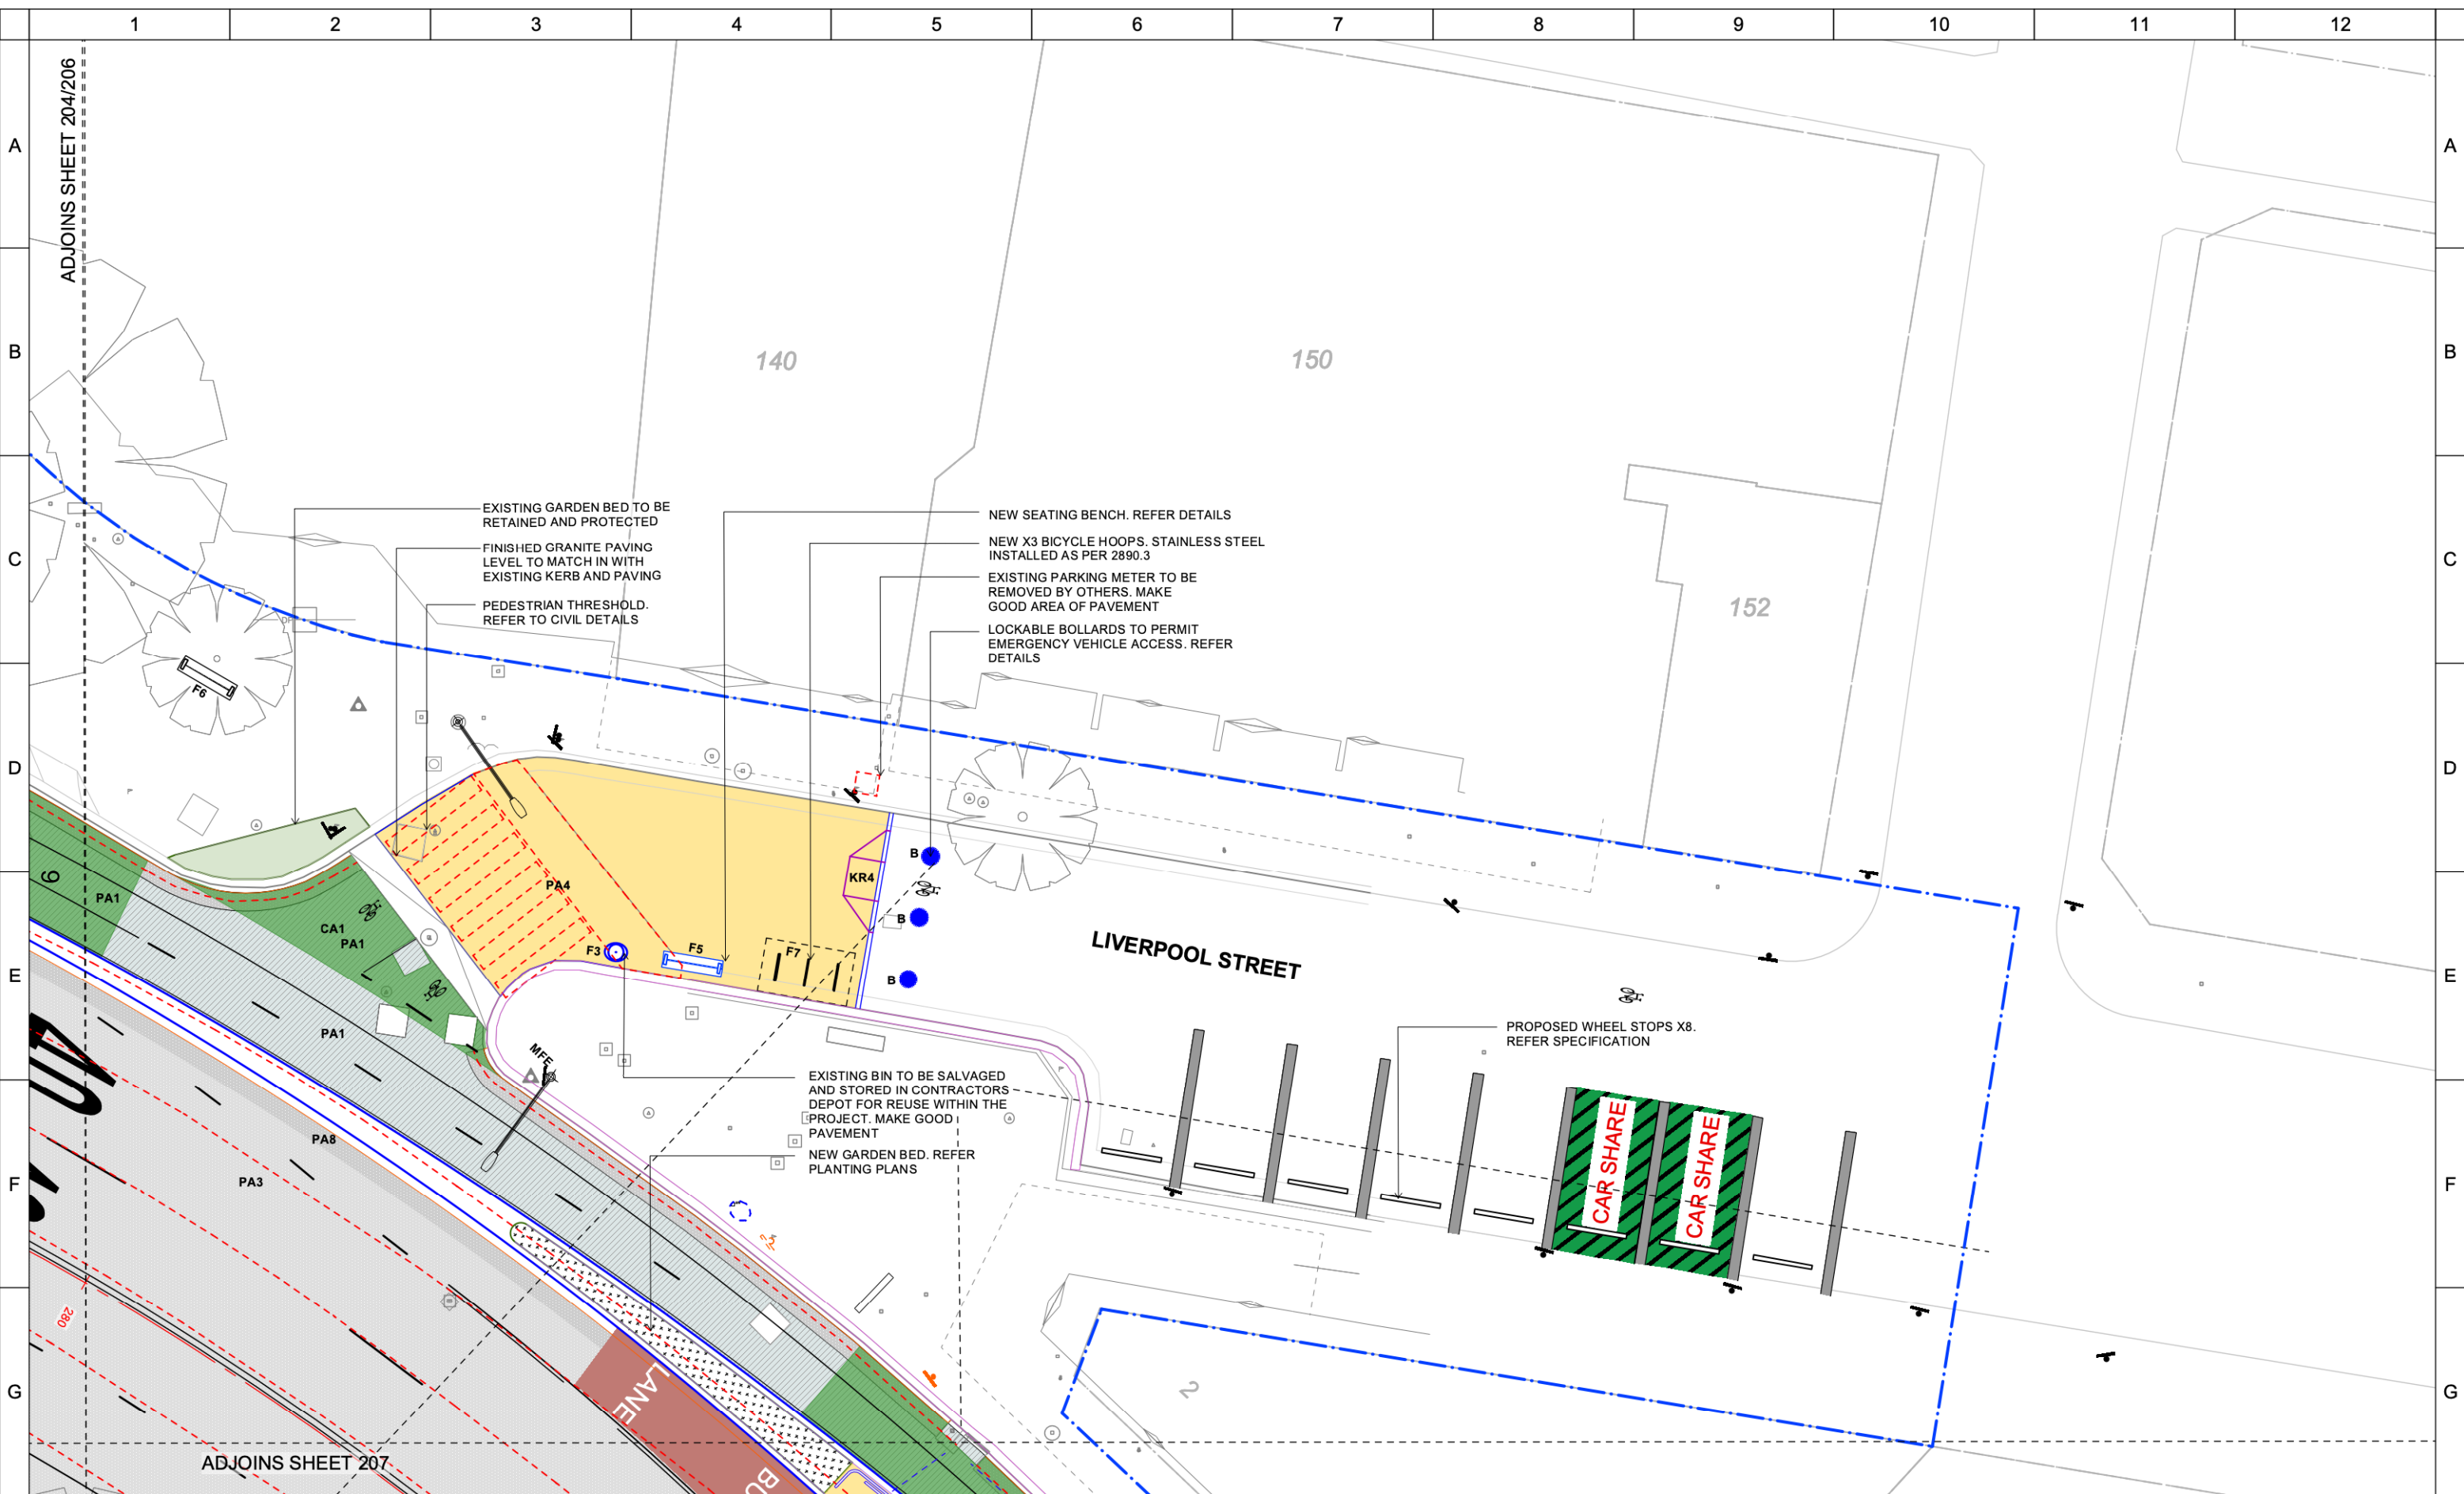 1 2 3 4 5 6 7 8 9 10 11 12
A
B
C
D
E
F
G
A
B
C
D
E
F
G
ADJOINS SHEET 204/206
140
150
152
EXISTING GARDEN BED TO BE
RETAINED AND PROTECTED
FINISHED GRANITE PAVING
LEVEL TO MATCH IN WITH
EXISTING KERB AND PAVING
PEDESTRIAN THRESHOLD.
REFER TO CIVIL DETAILS
NEW SEATING BENCH. REFER DETAILS
NEW X3 BICYCLE HOOPS. STAINLESS STEEL
INSTALLED AS PER 2890.3
EXISTING PARKING METER TO BE
REMOVED BY OTHERS. MAKE
GOOD AREA OF PAVEMENT
LOCKABLE BOLLARDS TO PERMIT
EMERGENCY VEHICLE ACCESS. REFER
DETAILS
F6
B
KR4
PA4
PA1
CA1
PA1
B
F3
F5
F7
B
LIVERPOOL STREET
PA1
MFE
PROPOSED WHEEL STOPS X8.
REFER SPECIFICATION
EXISTING BIN TO BE SALVAGED
AND STORED IN CONTRACTORS
DEPOT FOR REUSE WITHIN THE
PROJECT. MAKE GOOD
PAVEMENT
NEW GARDEN BED. REFER
PLANTING PLANS
CAR SHARE
CAR SHARE
PA8
PA3
280
LANE
2
ADJOINS SHEET 207
BU